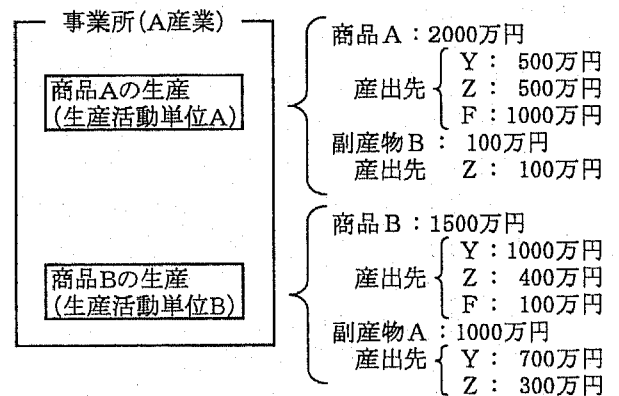 事業所(A産業)
商品Aの生産
(生産活動単位A)
商品A:2000万円
産出先
Y: 500万円
Z: 500万円
F:1000万円
副産物B: 100万円
産出先 Z: 100万円
商品Bの生産
(生産活動単位B)
商品B:1500万円
産出先
Y:1000万円
Z: 400万円
F: 100万円
副産物A:1000万円
産出先
Y: 700万円
Z: 300万円